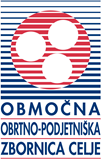 OBMOČNA
OBRTNO-PODJETNIŠKA
ZBORNICA CELJE